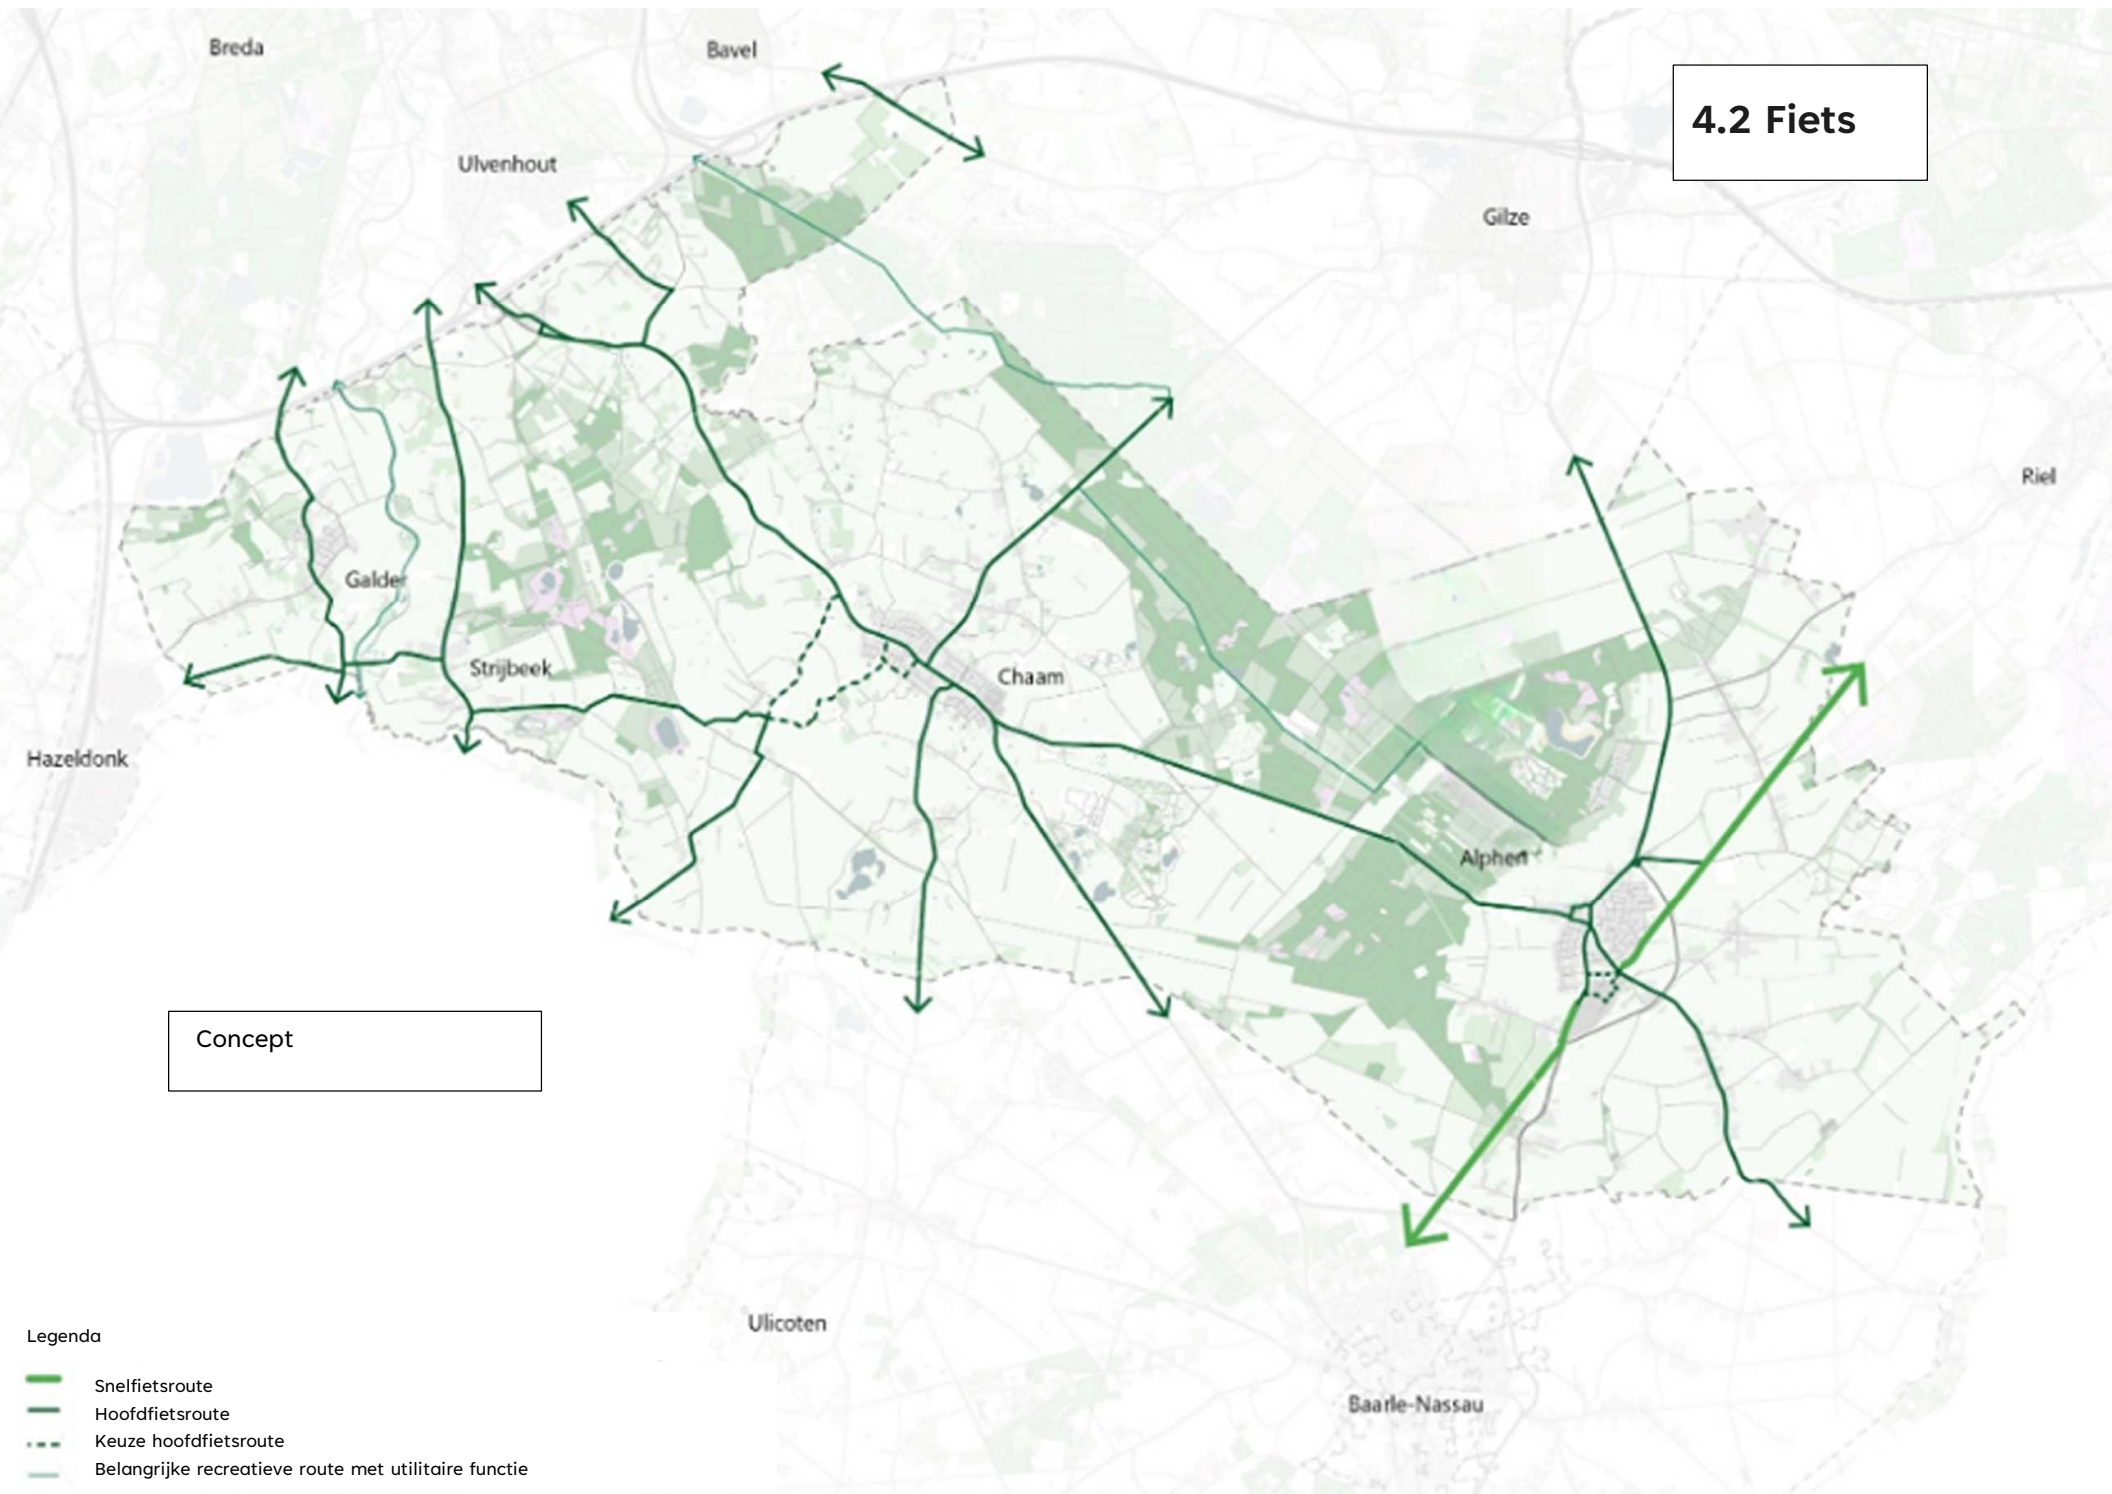 Breda
Bavel
4.2 Fiets
Ulvenhout
Gilze
Riel
Galder
Strijbeek
Chaam
Hazeldonk
Alphen
Concept
Ulicoten
Baarle-Nassau
Legenda
Snelfietsroute
Hoofdfietsroute
Keuze hoofdfietsroute
Belangrijke recreatieve route met utilitaire functie